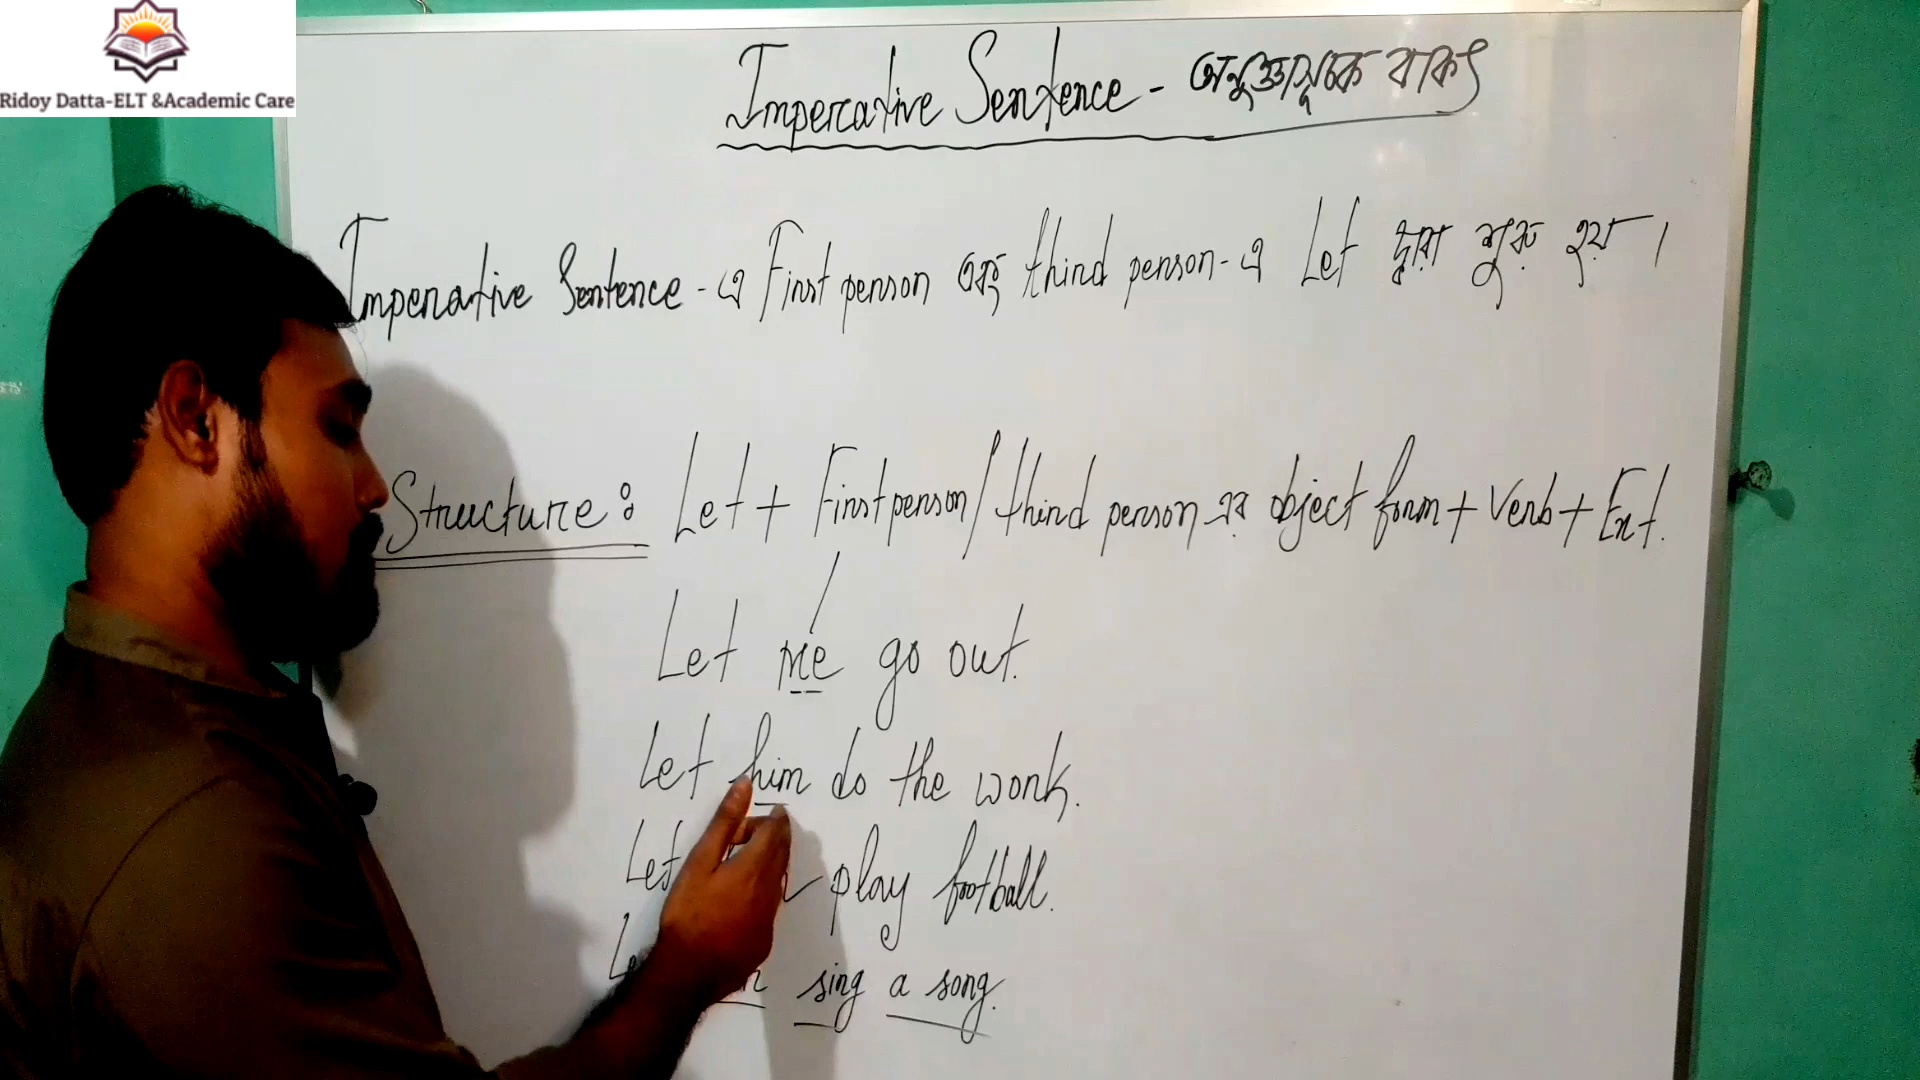 Ridoy Datta-ELT &Academic Care
Imperative Sentence - অনুজ্ঞাসূচক বাক্য
Imperative Sentence - এ First person এবং third person - এ Let দ্বারা শুরু হয়।
Structure: Let + First person / third person এর object form + Verb + Ext.
Let me go out.
Let him do the work.
Let play football.
sing a song.